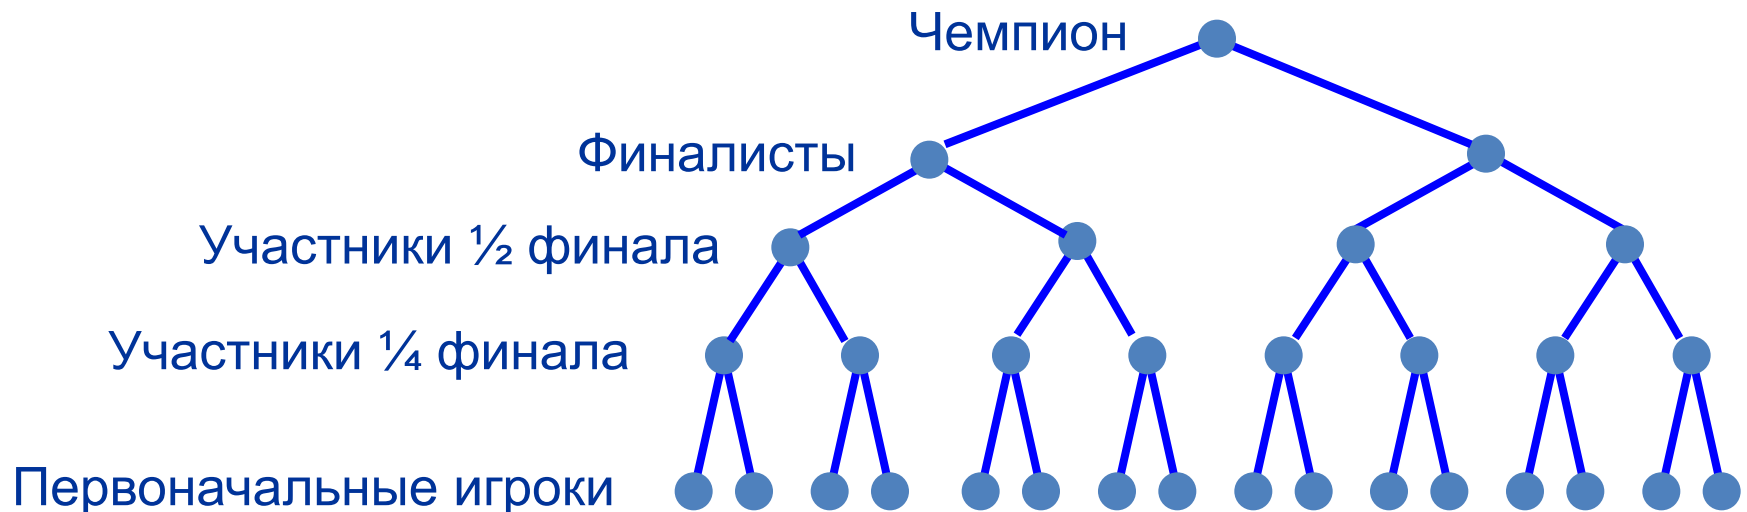 Чемпион
Финалисты
Участники ½ финала
Участники ¼ финала
Первоначальные игроки